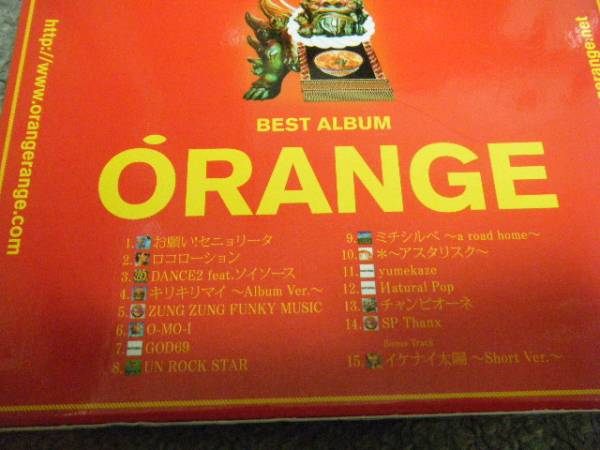 http://www.orangerange.com
gerange.net
BEST ALBUM
ORANGE
1. お願い!セニョリータ
2. ロコローション
3. DANCE2 feat.ソイソース
4. キリキリマイ 〜Album Ver.〜
5. ZUNG ZUNG FUNKY MUSIC
6. O-MO-I
7. GOD69
8. UN ROCK STAR
9. ミチシルベ 〜a road home〜
10. *〜アスタリスク〜
11. yumekaze
12. Иatural Pop
13. チャンピオーネ
14. SP Thanx
Bonus Track
15. イケナイ太陽 〜Short Ver.〜